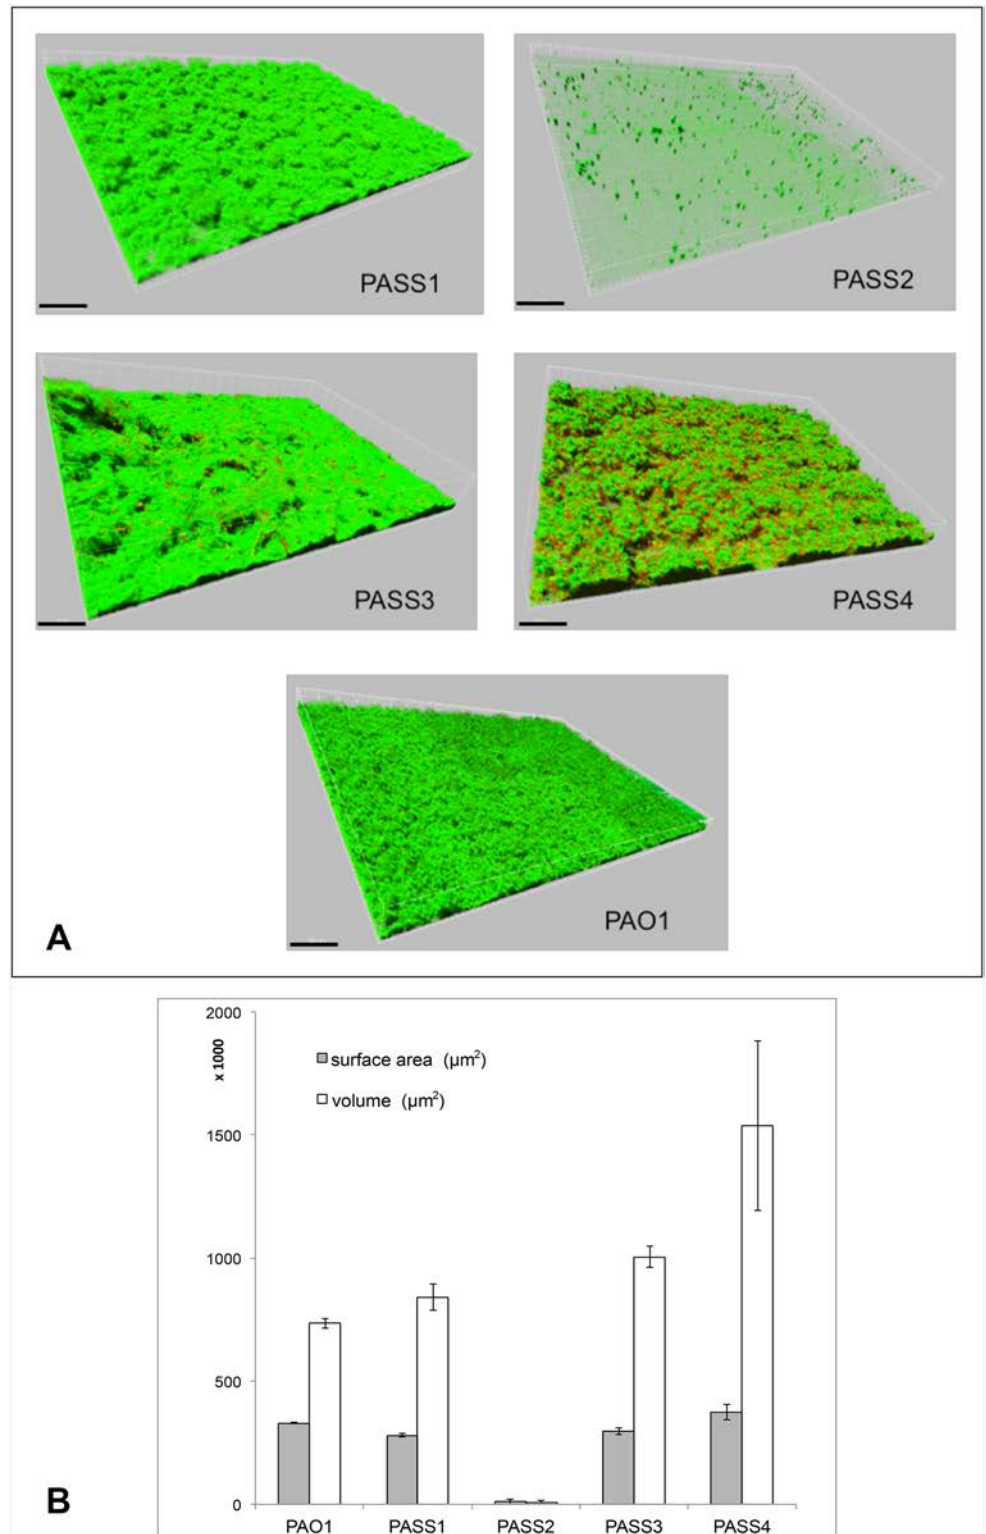 PASS1
PASS2
PASS3
PASS4
PAO1
A
2000
x 1000
surface area (µm²)
volume (µm²)
1500
1000
500
0
PAO1 PASS1 PASS2 PASS3 PASS4
B